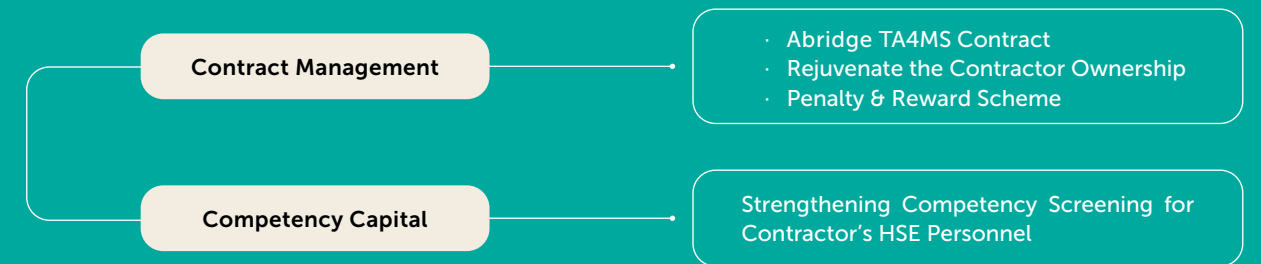 Contract Management
· Abridge TA4MS Contract
· Rejuvenate the Contractor Ownership
· Penalty & Reward Scheme
Competency Capital
Strengthening Competency Screening for
Contractor's HSE Personnel